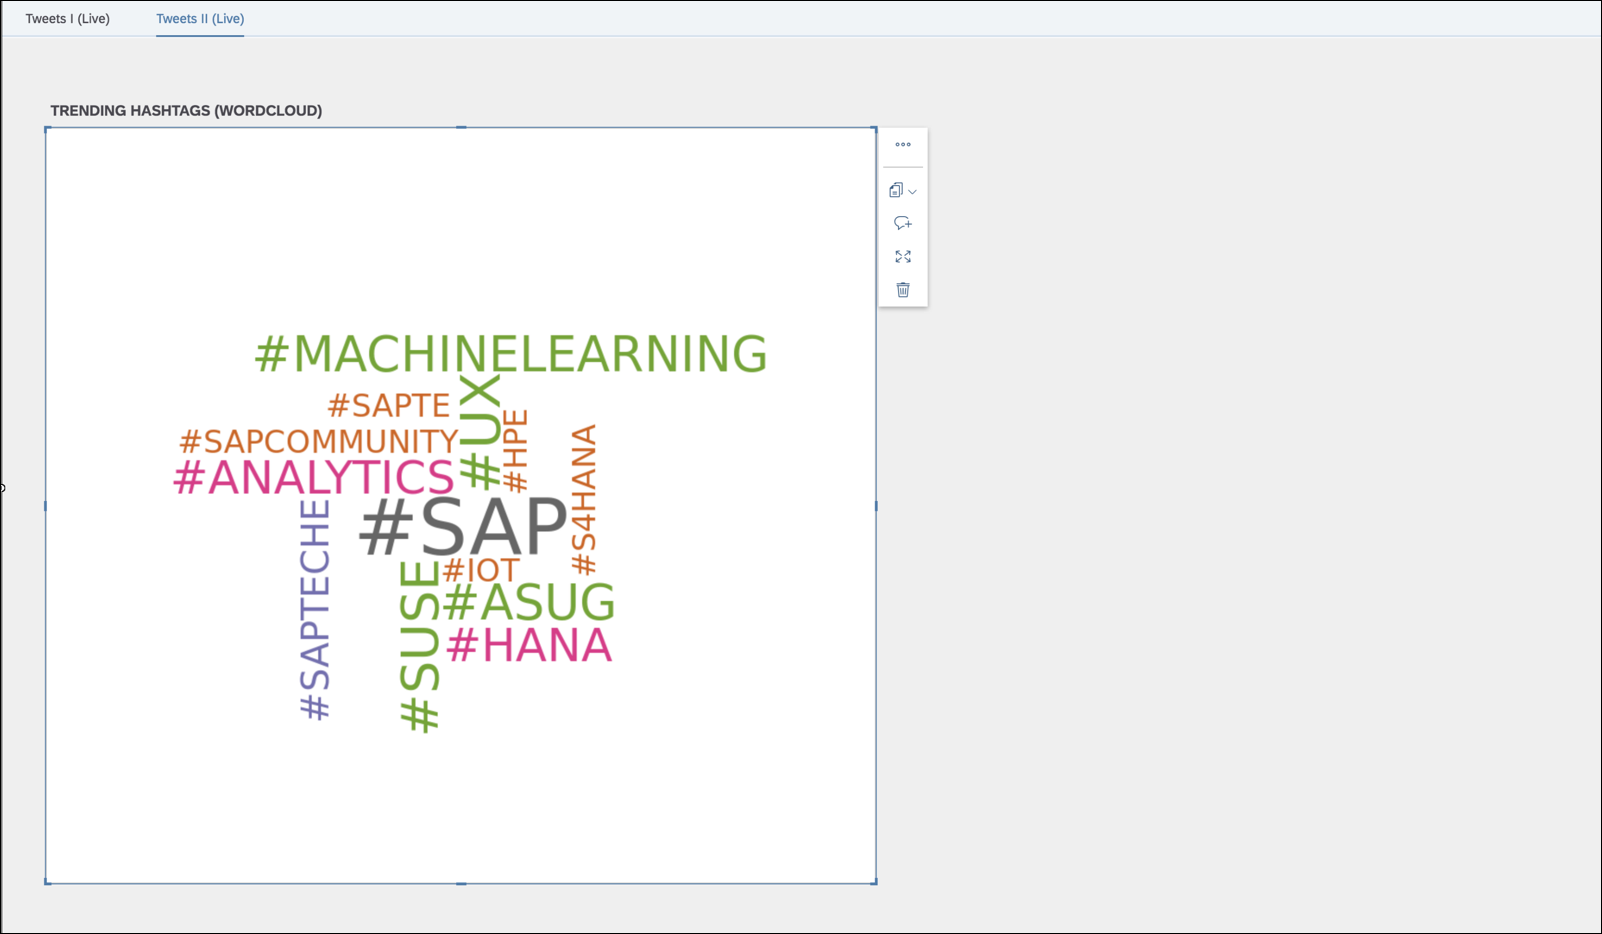 Tweets I (Live)
Tweets II (Live)
TRENDING HASHTAGS (WORDCLOUD)
#MACHINELEARNING
#UX
#SAPTE
#HPE
#SAPCOMMUNITY
#S4HANA
#ANALYTICS
#SAP
#SAPTECHE
#IOT
#SUSE
#ASUG
#HANA